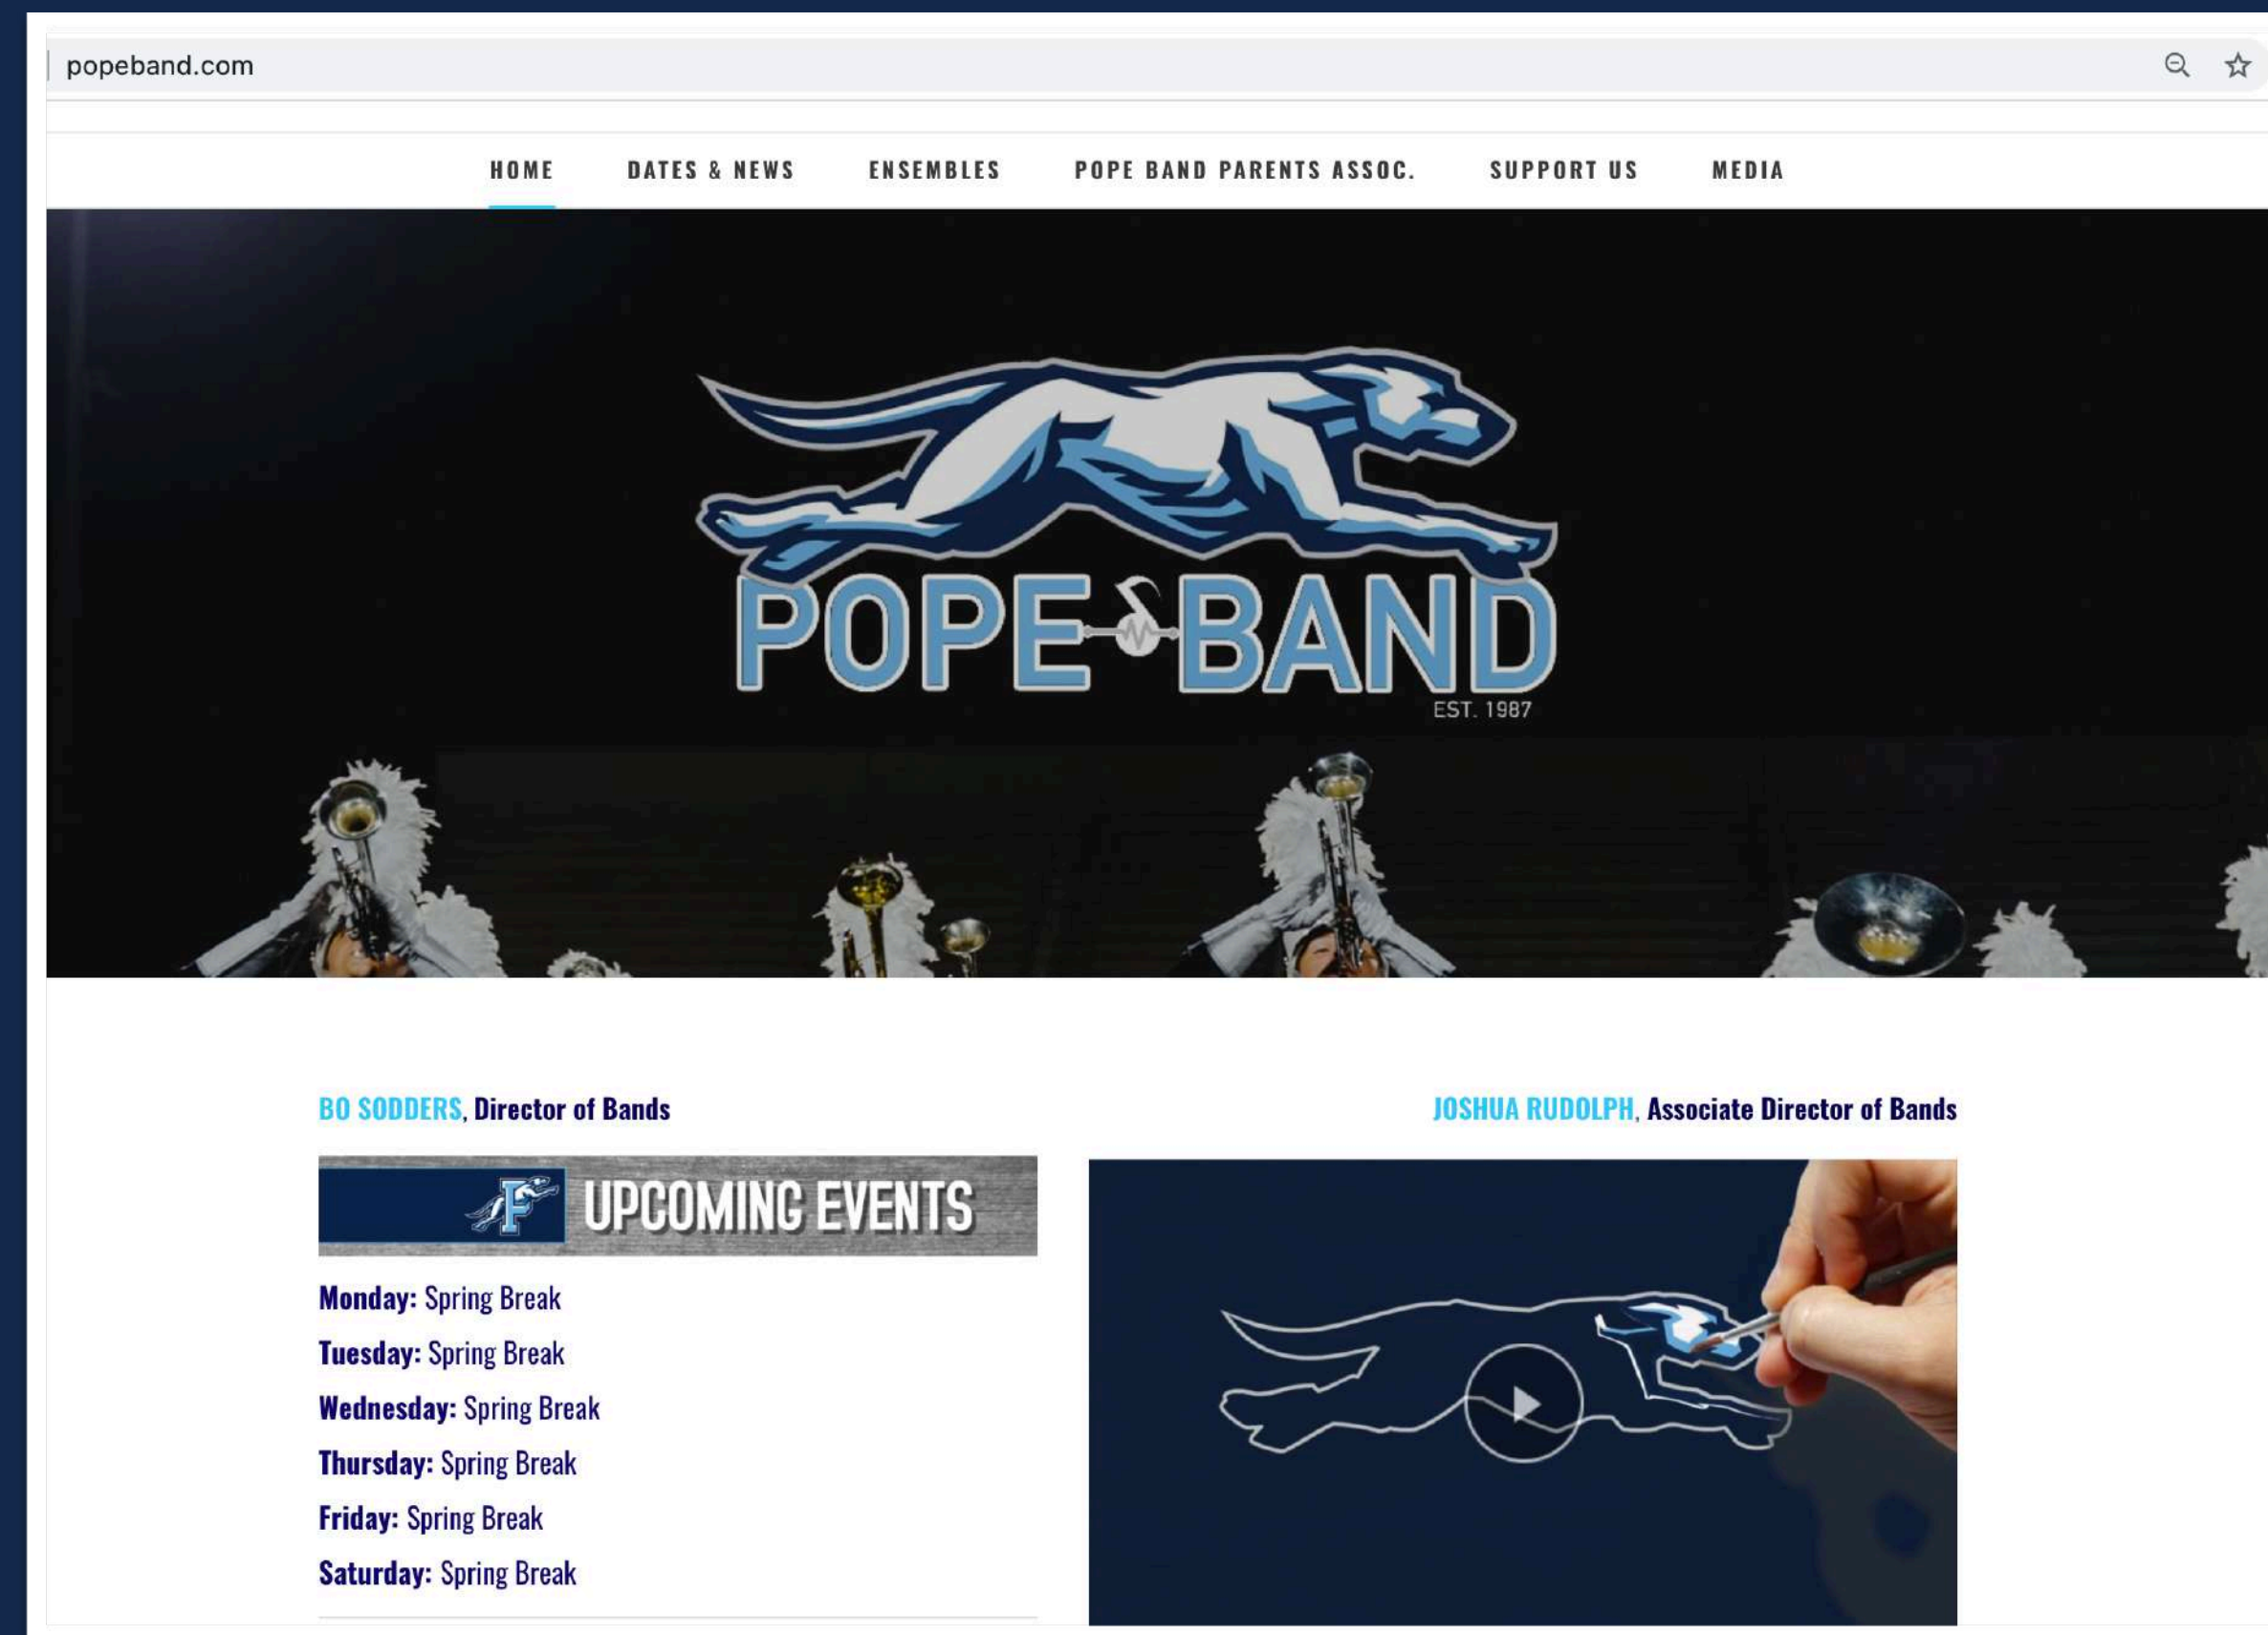 popeband.com
HOME DATES & NEWS ENSEMBLES POPE BAND PARENTS ASSOC. SUPPORT US MEDIA
POPE BAND
EST. 1987
BO SODDERS, Director of Bands
JOSHUA RUDOLPH, Associate Director of Bands
P UPCOMING EVENTS
Monday: Spring Break
Tuesday: Spring Break
Wednesday: Spring Break
Thursday: Spring Break
Friday: Spring Break
Saturday: Spring Break